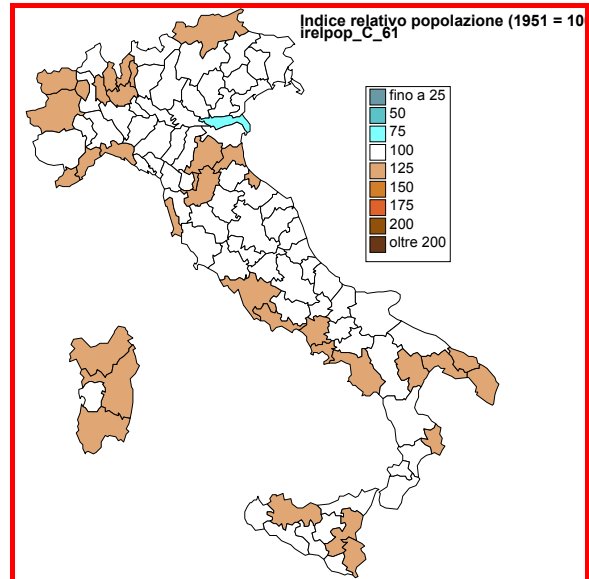 Indice relativo popolazione (1951 = 10
irelpop_C_61
fino a 25
50
75
100
125
150
175
200
oltre 200